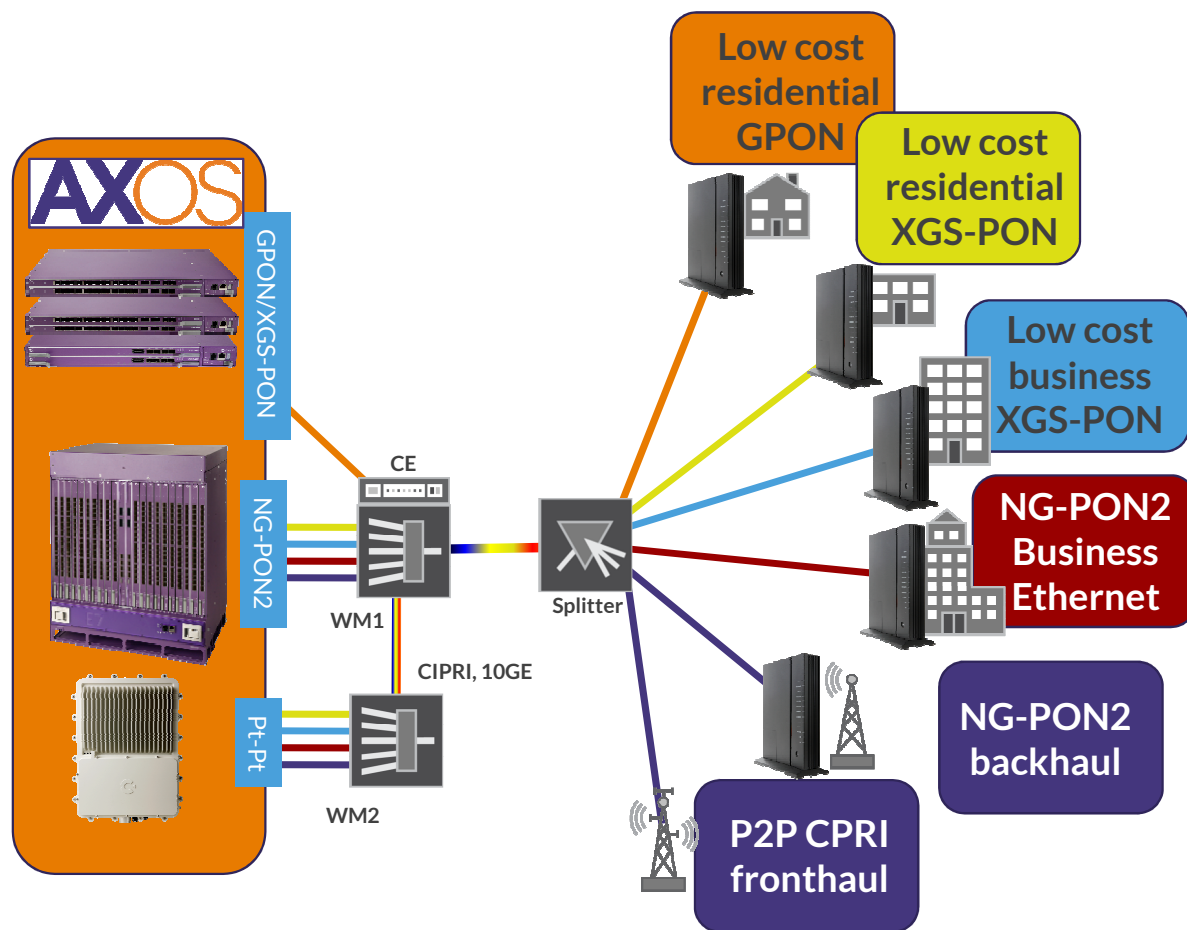 AXOS
GPON/XGS-PON
NG-PON2
Pt-Pt
CE
WM1
CIPRI, 10GE
WM2
Splitter
Low cost
residential
GPON
Low cost
residential
XGS-PON
Low cost
business
XGS-PON
NG-PON2
Business
Ethernet
NG-PON2
backhaul
P2P CPRI
fronthaul